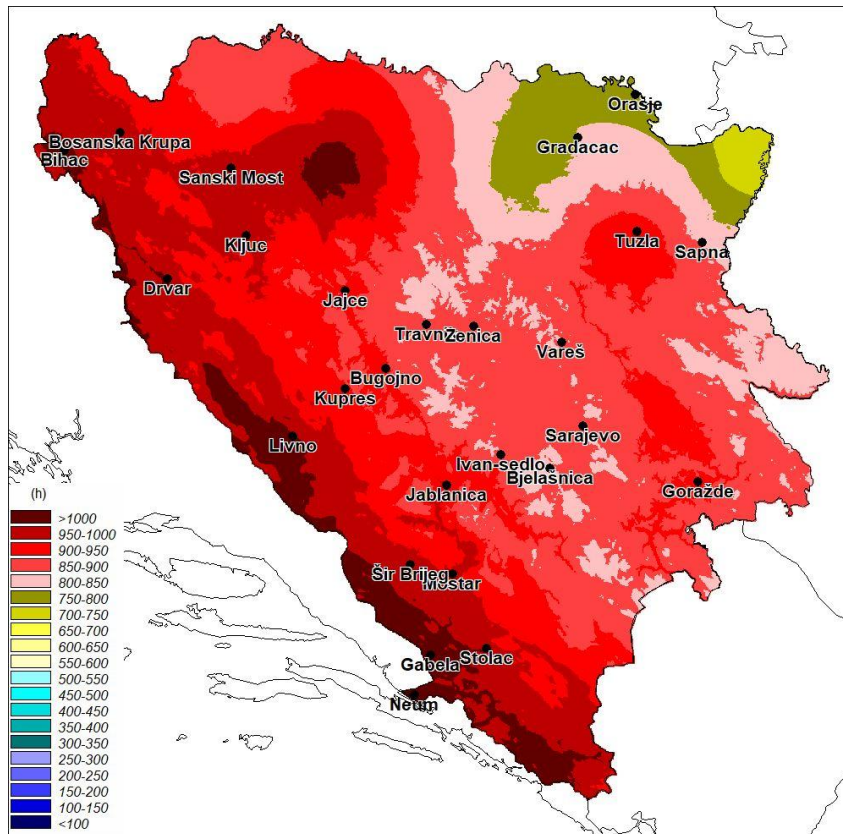 Orašje
Gradacac
Bosanska Krupa
Bihac
Sanski Most
Tuzla
Sapna
Kljuc
Drvar
Jajce
Travni
Zenica
Vareš
Bugojno
Kupres
Livno
Sarajevo
Ivan-sedlo
Bjelašnica
Jablanica
Goražde
Šir Brijeg
Mostar
Stolac
Gabela
Neum
(h)
>1000
950-1000
900-950
850-900
800-850
750-800
700-750
650-700
600-650
550-600
500-550
450-500
400-450
350-400
300-350
250-300
200-250
150-200
100-150
<100